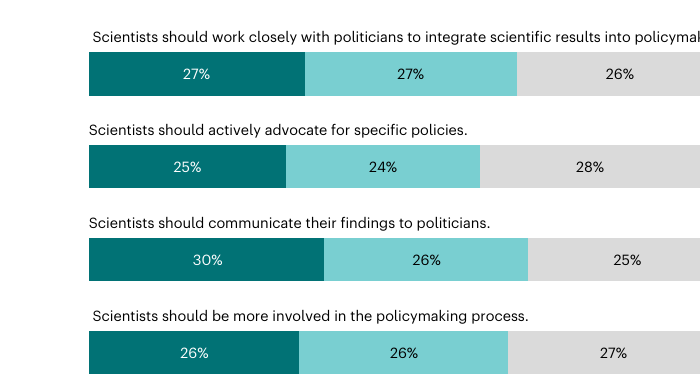 Scientists should work closely with politicians to integrate scientific results into
27% 27% 26%
Scientists should actively advocate for specific policies.
25% 24% 28%
Scientists should communicate their findings to politicians.
30% 26% 25%
Scientists should be more involved in the policymaking process.
26% 26% 27%